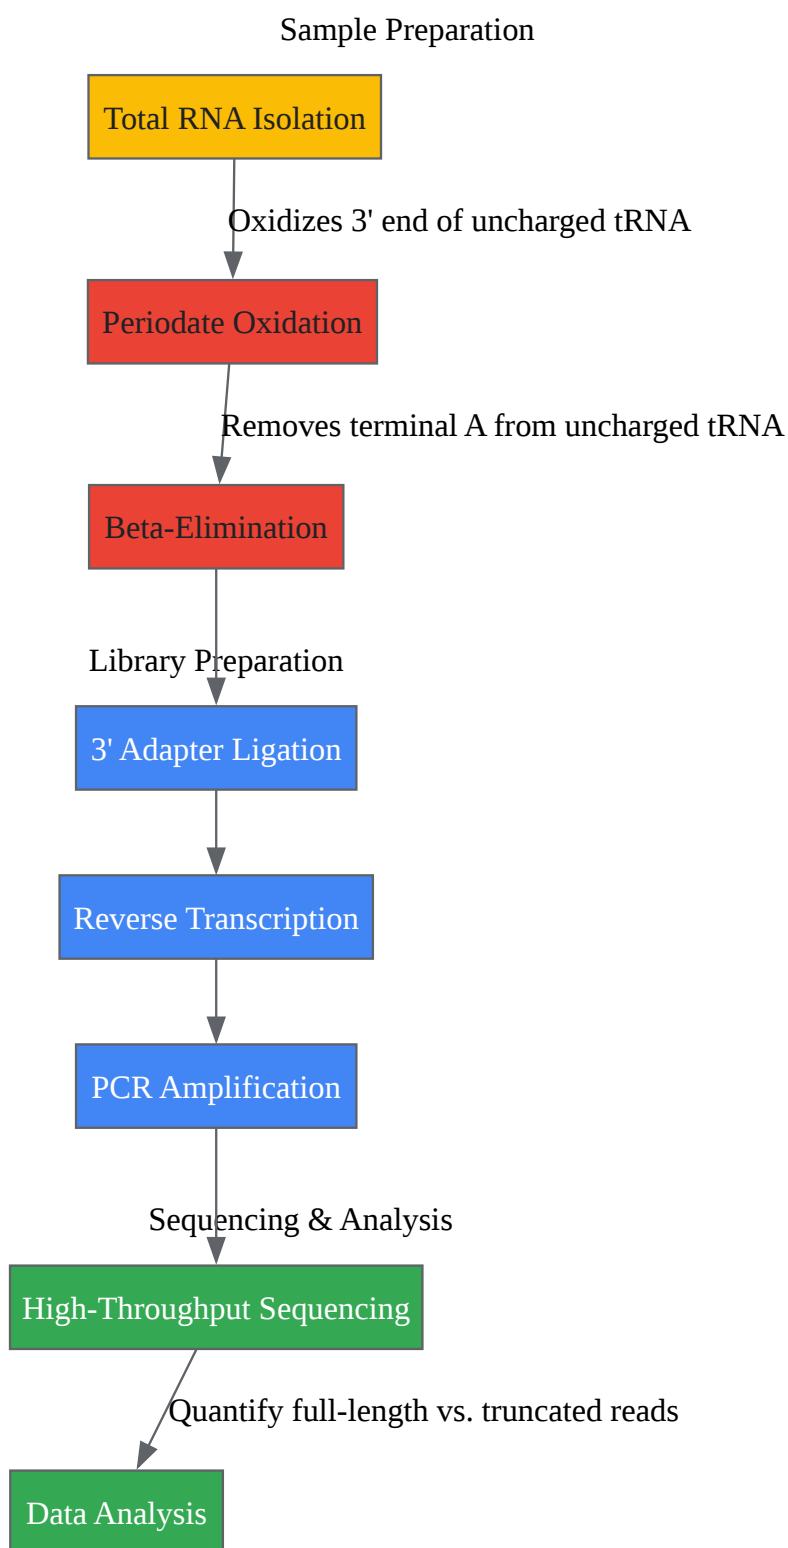 Sample Preparation
Total RNA Isolation
Oxidizes 3' end of uncharged tRNA
Periodate Oxidation
Removes terminal A from uncharged tRNA
Beta-Elimination
Library Preparation
3' Adapter Ligation
Reverse Transcription
PCR Amplification
Sequencing & Analysis
High-Throughput Sequencing
Quantify full-length vs. truncated reads
Data Analysis